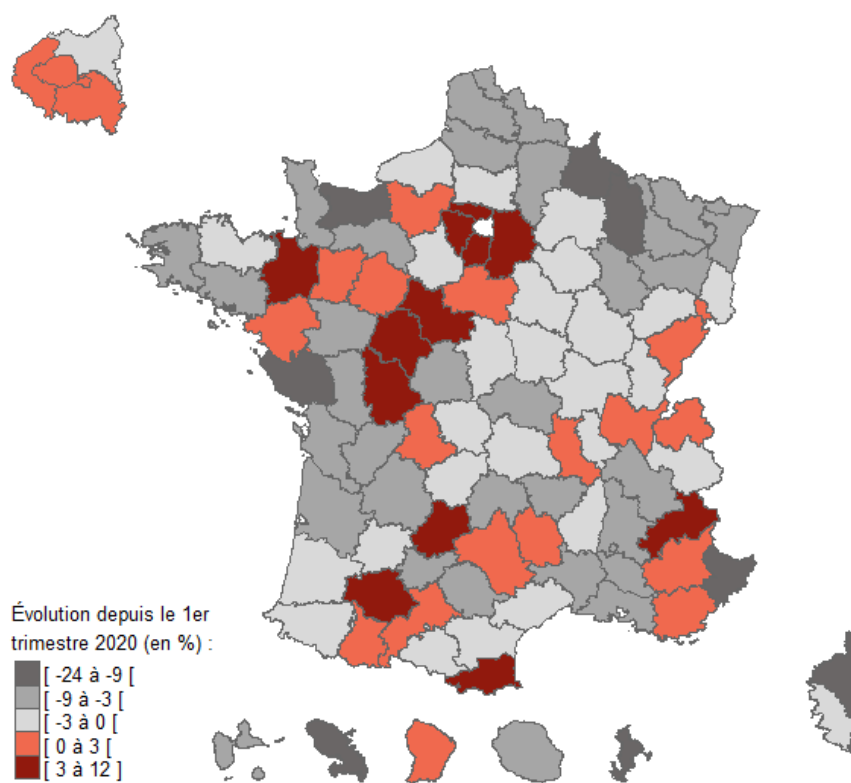 Évolution depuis le 1er
trimestre 2020 (en %) :
[ -24 à -9 [
[ -9 à -3 [
[ -3 à 0 [
[ 0 à 3 [
[ 3 à 12 ]